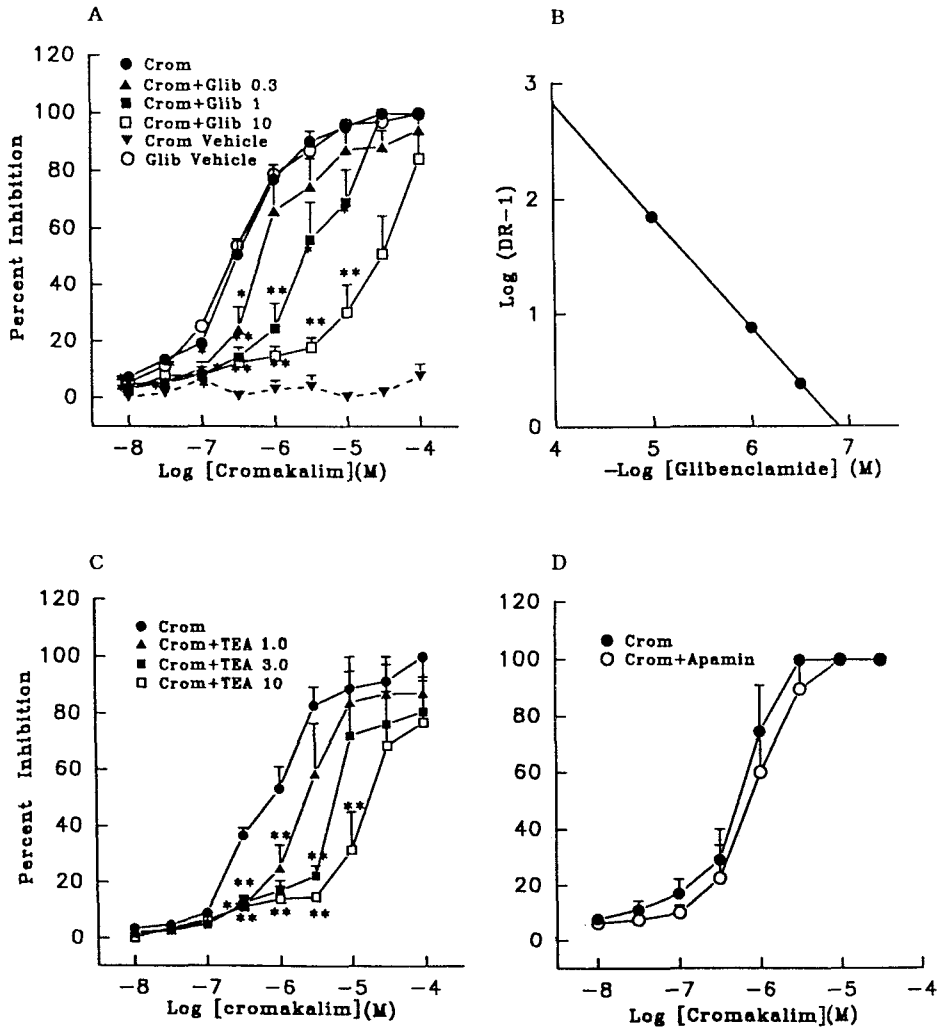 A
120
100
80
60
40
20
0
Percent Inhibition
Crom
Crom+Glib 0.3
Crom+Glib 1
Crom+Glib 10
Crom Vehicle
Glib Vehicle
* * ** ** ** ** ** **
-8 -7 -6 -5 -4
Log [Cromakalim](M)
B
3
2
1
0
Log (DR-1)
4 5 6 7
-Log [Glibenclamide] (M)
C
120
100
80
60
40
20
0
Percent Inhibition
Crom
Crom+TEA 1.0
Crom+TEA 3.0
Crom+TEA 10
** ** ** ** ** ** ** **
-8 -7 -6 -5 -4
Log [cromakalim](M)
D
120
100
80
60
40
20
0
Crom
Crom+Apamin
-8 -7 -6 -5 -4
Log [Cromakalim](M)